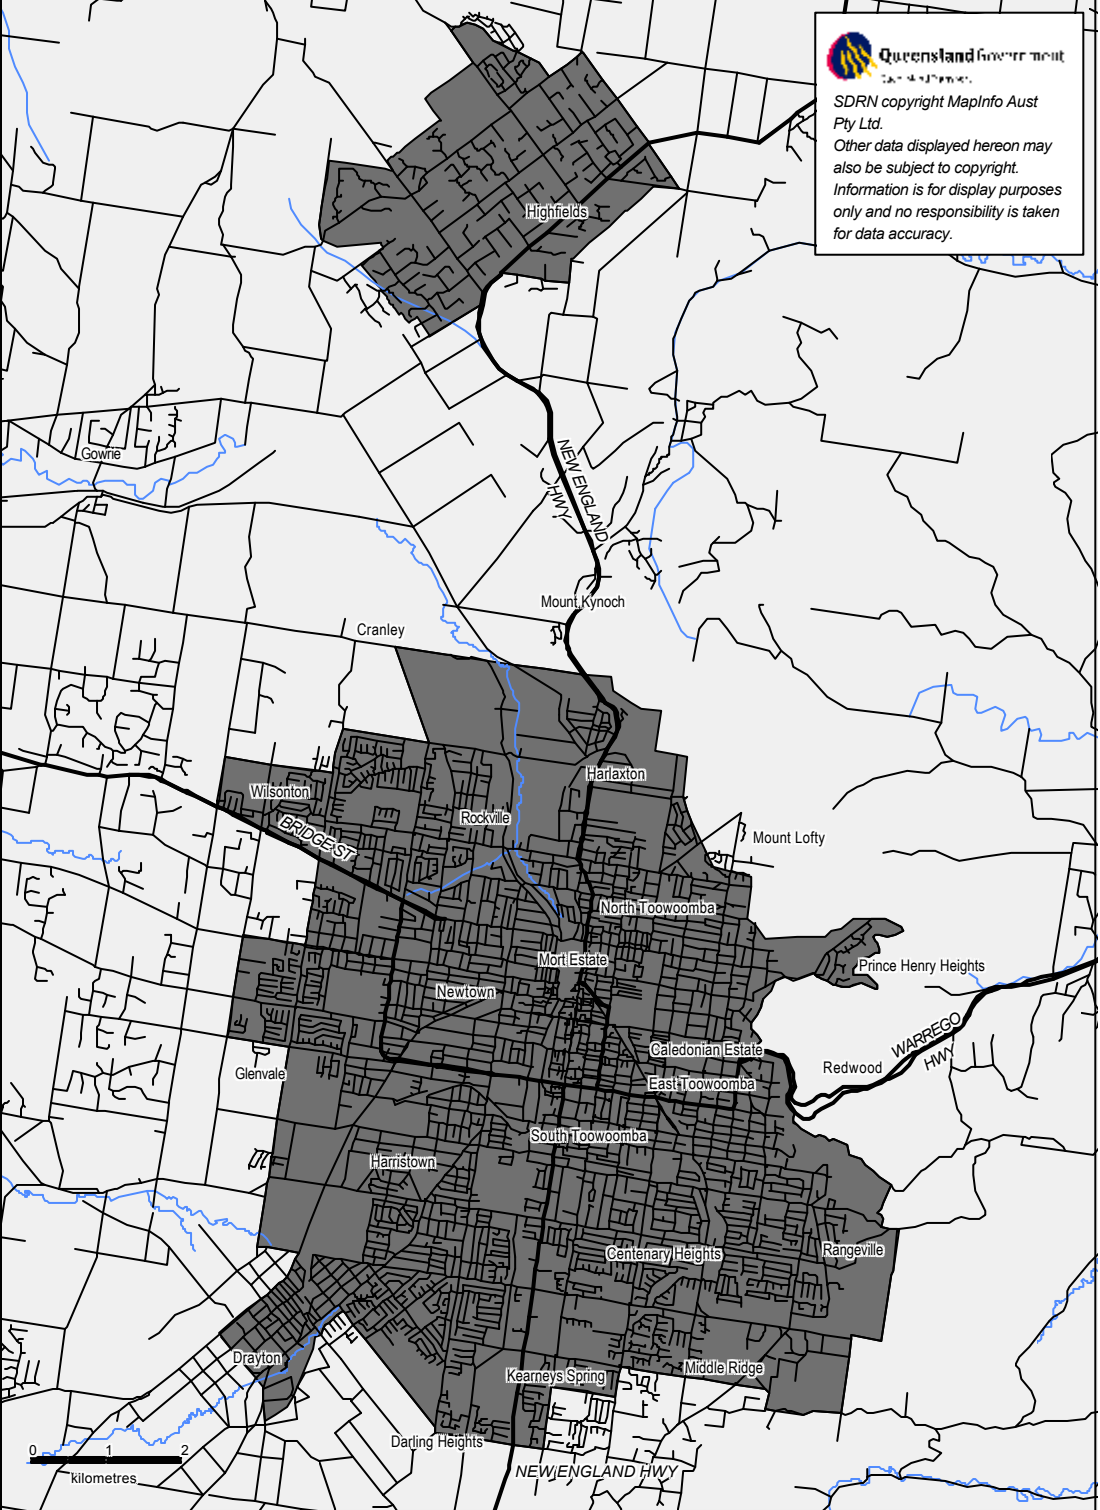 Queensland Government
SDRN copyright MapInfo Aust
Pty Ltd.
Other data displayed hereon may
also be subject to copyright.
Information is for display purposes
only and no responsibility is taken
for data accuracy.
Highfields
Gowrie
NEW ENGLAND
HWY
Mount Kynoch
Cranley
Harlaxton
Wilsonton
Rockville
BRIDGE ST
Mount Lofty
North Toowoomba
Mort Estate
Prince Henry Heights
Newtown
WARREGO
HWY
Caledonian Estate
Redwood
Glenvale
East Toowoomba
South Toowoomba
Harristown
Centenary Heights
Rangeville
Drayton
Kearneys Spring
Middle Ridge
Darling Heights
0 1 2
kilometres
NEW ENGLAND HWY